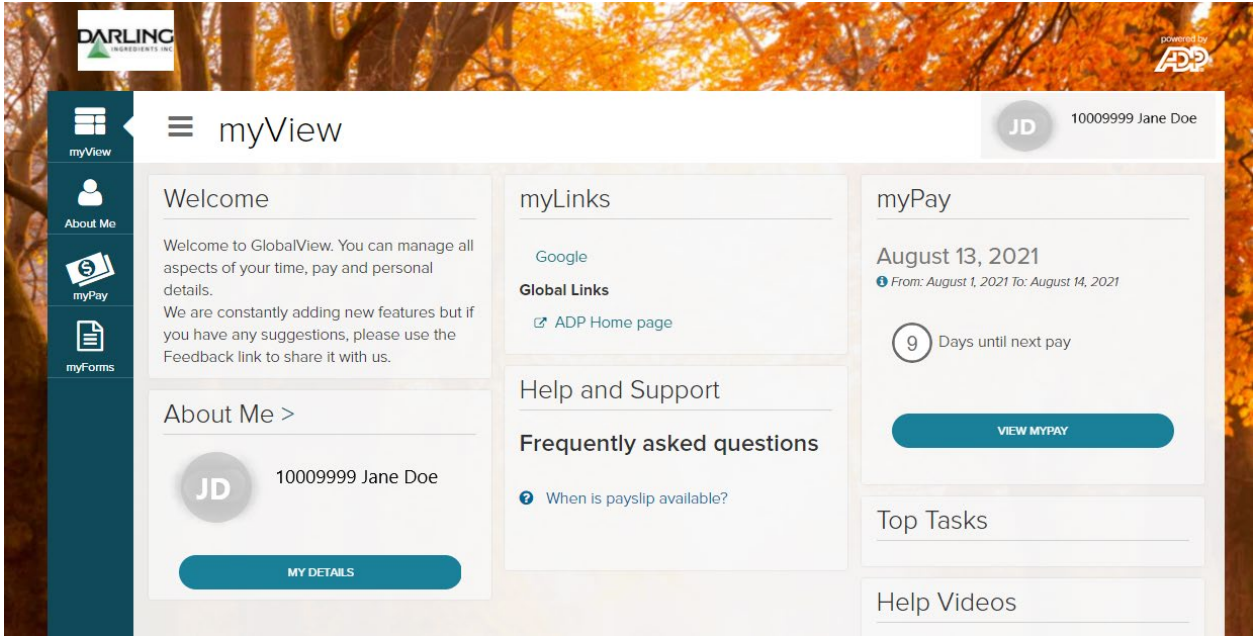 DARLING
INGREDIENTS INC
powered by
ADP
myView
About Me
myPay
myForms
myView
JD
10009999 Jane Doe
Welcome
Welcome to GlobalView. You can manage all
aspects of your time, pay and personal
details.
We are constantly adding new features but if
you have any suggestions, please use the
Feedback link to share it with us.
About Me >
JD
10009999 Jane Doe
MY DETAILS
myLinks
Google
Global Links
ADP Home page
Help and Support
Frequently asked questions
When is payslip available?
myPay
August 13, 2021
From: August 1, 2021 To: August 14, 2021
9 Days until next pay
VIEW MYPAY
Top Tasks
Help Videos